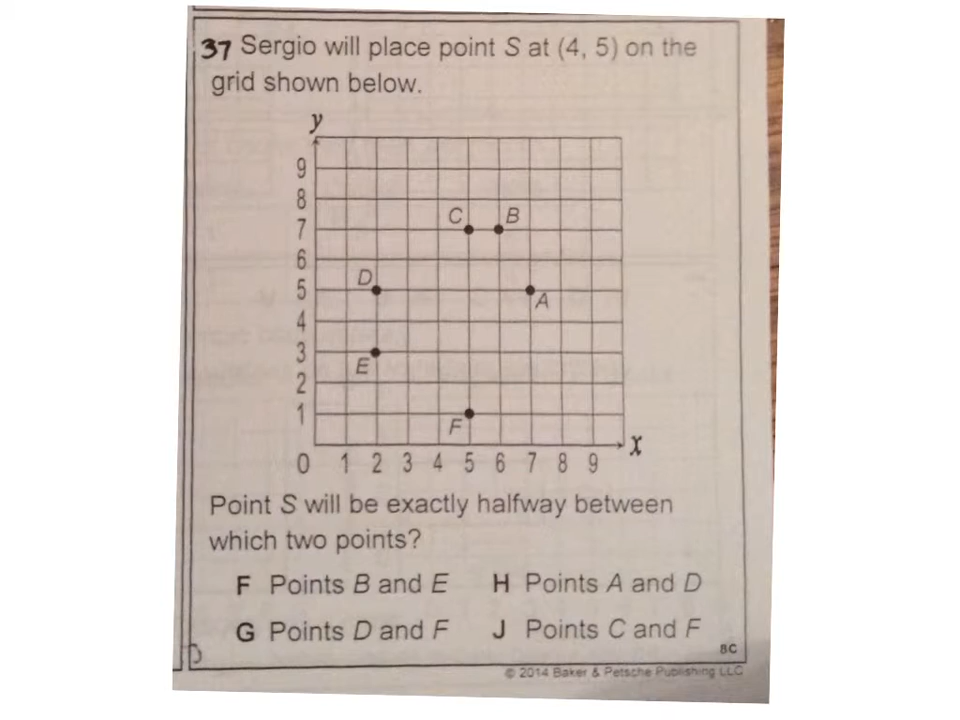 37 Sergio will place point S at (4, 5) on the
grid shown below.
y
9
8
C B
7
6
D
5
A
4
3
E
2
1
F
x
0 1 2 3 4 5 6 7 8 9
Point S will be exactly halfway between
which two points?
F Points B and E H Points A and D
G Points D and F J Points C and F
8C
© 2014 Baker & Petsche Publishing LLC